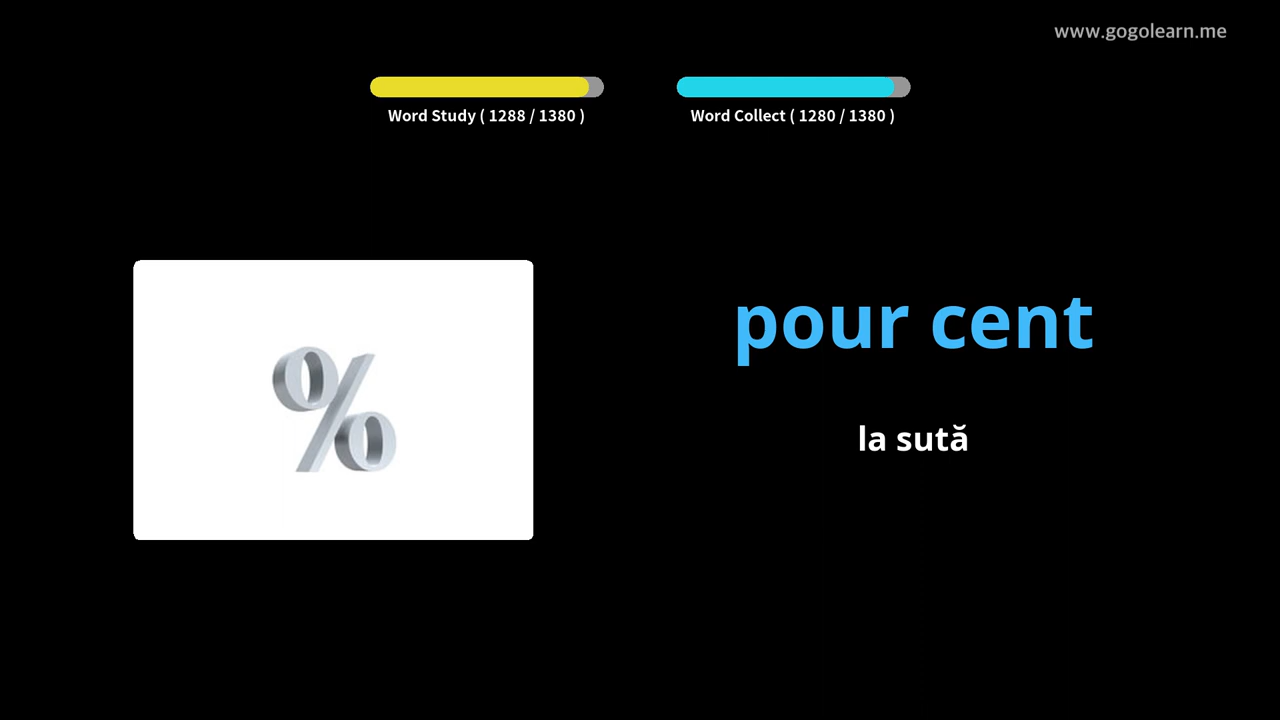 www.gogolearn.me
Word Study ( 1288 / 1380 )
Word Collect ( 1280 / 1380 )
%
pour cent
la sută